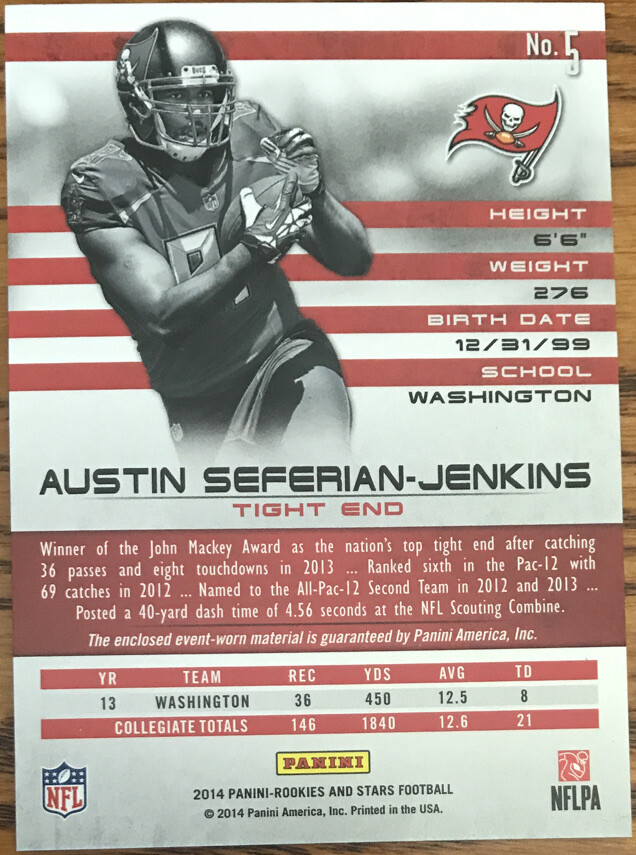 No. 5
BUCS
HEIGHT
6'6"
WEIGHT
276
BIRTH DATE
12/31/99
SCHOOL
WASHINGTON
AUSTIN SEFERIAN-JENKINS
TIGHT END
Winner of the John Mackey Award as the nation's top tight end after catching
36 passes and eight touchdowns in 2013 ... Ranked sixth in the Pac-12 with
69 catches in 2012 ... Named to the All-Pac-12 Second Team in 2012 and 2013 ...
Posted a 40-yard dash time of 4.56 seconds at the NFL Scouting Combine.
The enclosed event-worn material is guaranteed by Panini America, Inc.
YR TEAM REC YDS AVG TD
13 WASHINGTON 36 450 12.5 8
COLLEGIATE TOTALS 146 1840 12.6 21
PANINI
2014 PANINI-ROOKIES AND STARS FOOTBALL
© 2014 Panini America, Inc. Printed in the USA.
NFL
NFLPA